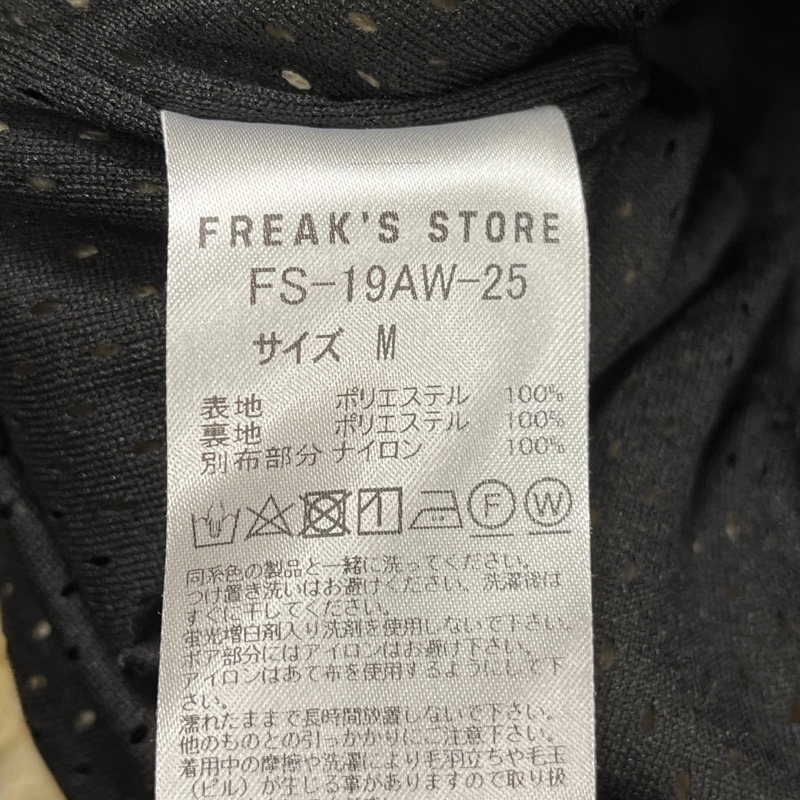 FREAK'S STORE
FS-19AW-25
サイズ M
表地 ポリエステル 100%
裏地 ポリエステル 100%
別布部分 ナイロン 100%
F W
同系色の製品と一緒に洗ってください。
つけ置き洗いはお避けください。洗濯後は
すぐに干してください。
蛍光増白剤入り洗剤を使用しないで下さい。
ボア部分にはアイロンはお避け下さい。
アイロンはあて布を使用するようにして下
さい。
濡れたままで長時間放置しないで下さい。
他のものとの引っかかりにご注意下さい。
着用中の摩擦や洗濯により毛羽立ちや毛玉
(ピル)が生じる事がありますので取り扱